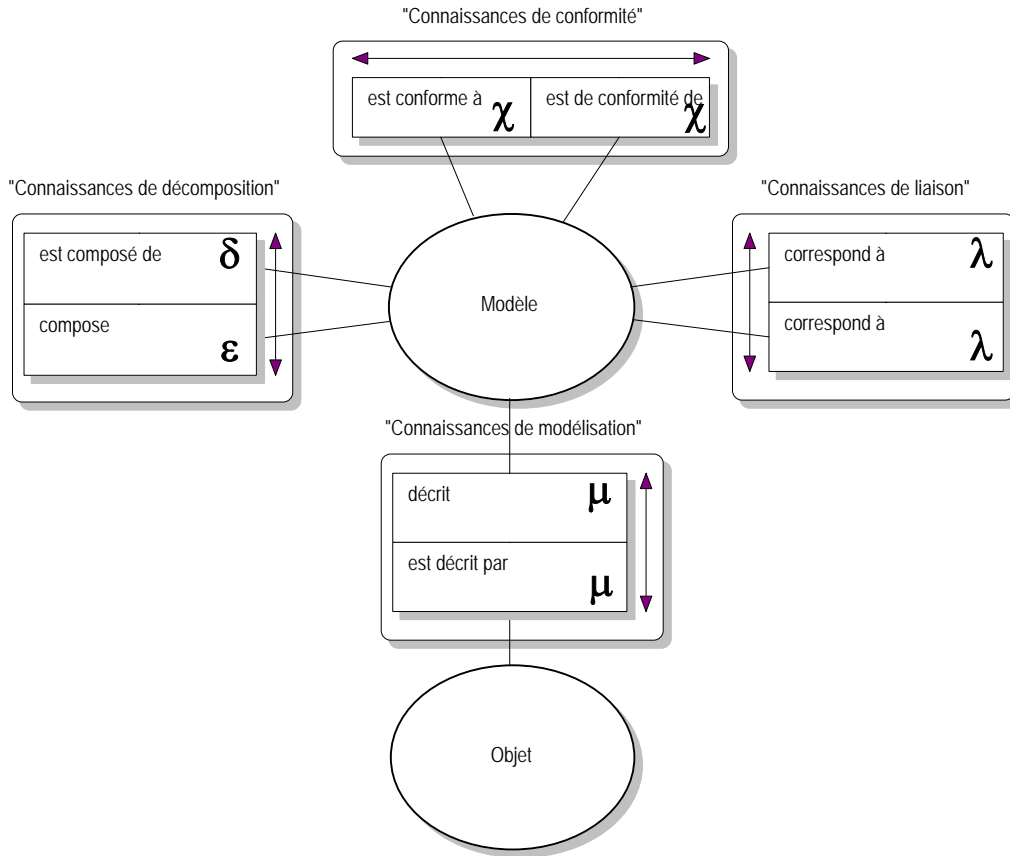 "Connaissances de conformité"
est conforme à χ
est de conformité de χ
"Connaissances de décomposition"
est composé de δ
compose ε
"Connaissances de liaison"
correspond à λ
correspond à λ
Modèle
"Connaissances de modélisation"
décrit μ
est décrit par μ
Objet